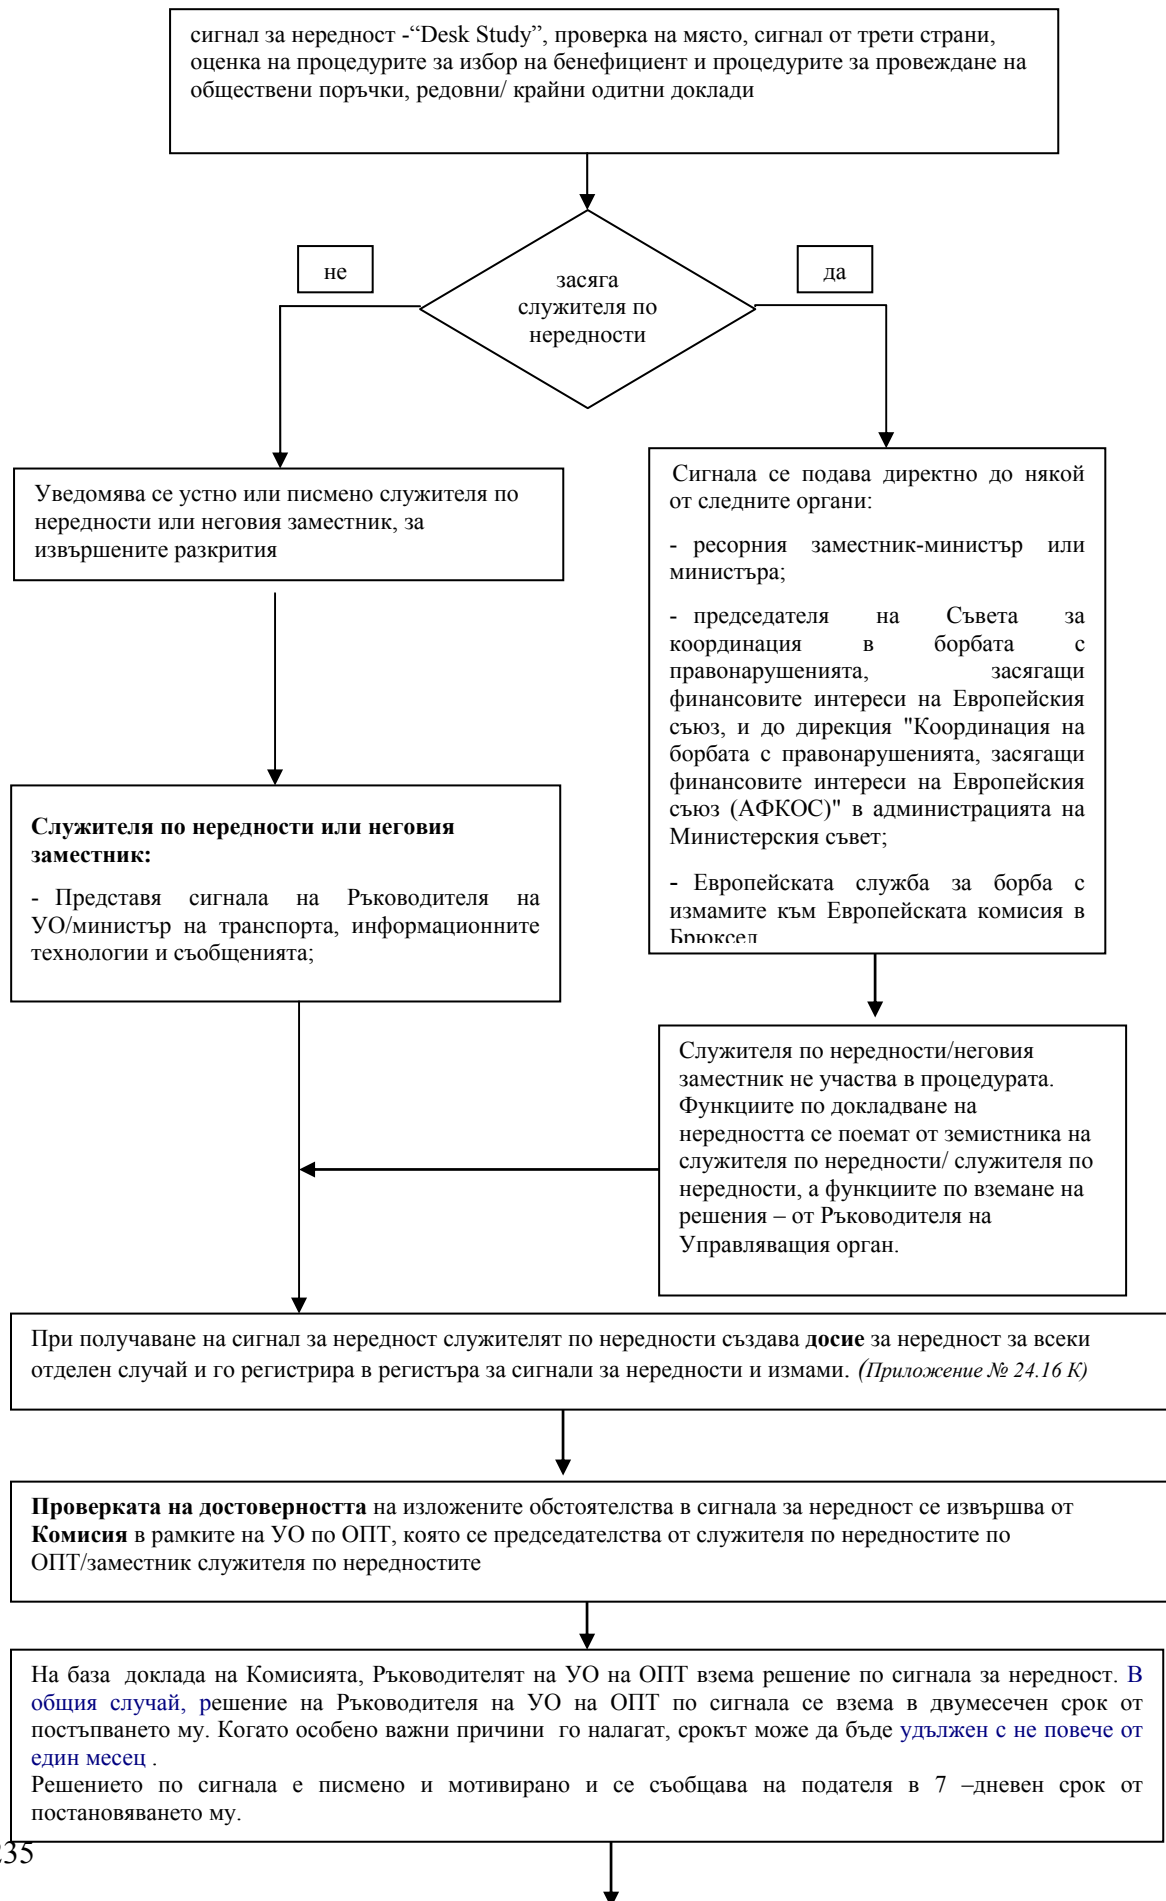 сигнал за нередност -“Desk Study”, проверка на място, сигнал от трети страни,
оценка на процедурите за избор на бенефициент и процедурите за провеждане на
обществени поръчки, редовни/ крайни одитни доклади
не
засяга
служителя по
нередности
да
Уведомява се устно или писмено служителя по
нередности или неговия заместник, за
извършените разкрития
Сигнала се подава директно до някой
от следните органи:
- ресорния заместник-министър или
министъра;
- председателя на Съвета за
координация в борбата с
правонарушенията, засягащи
финансовите интереси на Европейския
съюз, и до дирекция "Координация на
борбата с правонарушенията, засягащи
финансовите интереси на Европейския
съюз (АФКОС)" в администрацията на
Министерския съвет;
- Европейската служба за борба с
измамите към Европейската комисия в
Брюксел
Служителя по нередности или неговия
заместник:
- Представя сигнала на Ръководителя на
УО/министър на транспорта, информационните
технологии и съобщенията;
Служителя по нередности/неговия
заместник не участва в процедурата.
Функциите по докладване на
нередността се поемат от земистника на
служителя по нередности/ служителя по
нередности, а функциите по вземане на
решения – от Ръководителя на
Управляващия орган.
При получаване на сигнал за нередност служителят по нередности създава досие за нередност за всеки
отделен случай и го регистрира в регистъра за сигнали за нередности и измами. (Приложение № 24.16 К)
Проверката на достоверността на изложените обстоятелства в сигнала за нередност се извършва от
Комисия в рамките на УО по ОПТ, която се председателства от служителя по нередностите по
ОПТ/заместник служителя по нередностите
На база доклада на Комисията, Ръководителят на УО на ОПТ взема решение по сигнала за нередност. В
общия случай, решение на Ръководителя на УО на ОПТ по сигнала се взема в двумесечен срок от
постъпването му. Когато особено важни причини го налагат, срокът може да бъде удължен с не повече от
един месец .
Решението по сигнала е писмено и мотивирано и се съобщава на подателя в 7 –дневен срок от
постановяването му.
235